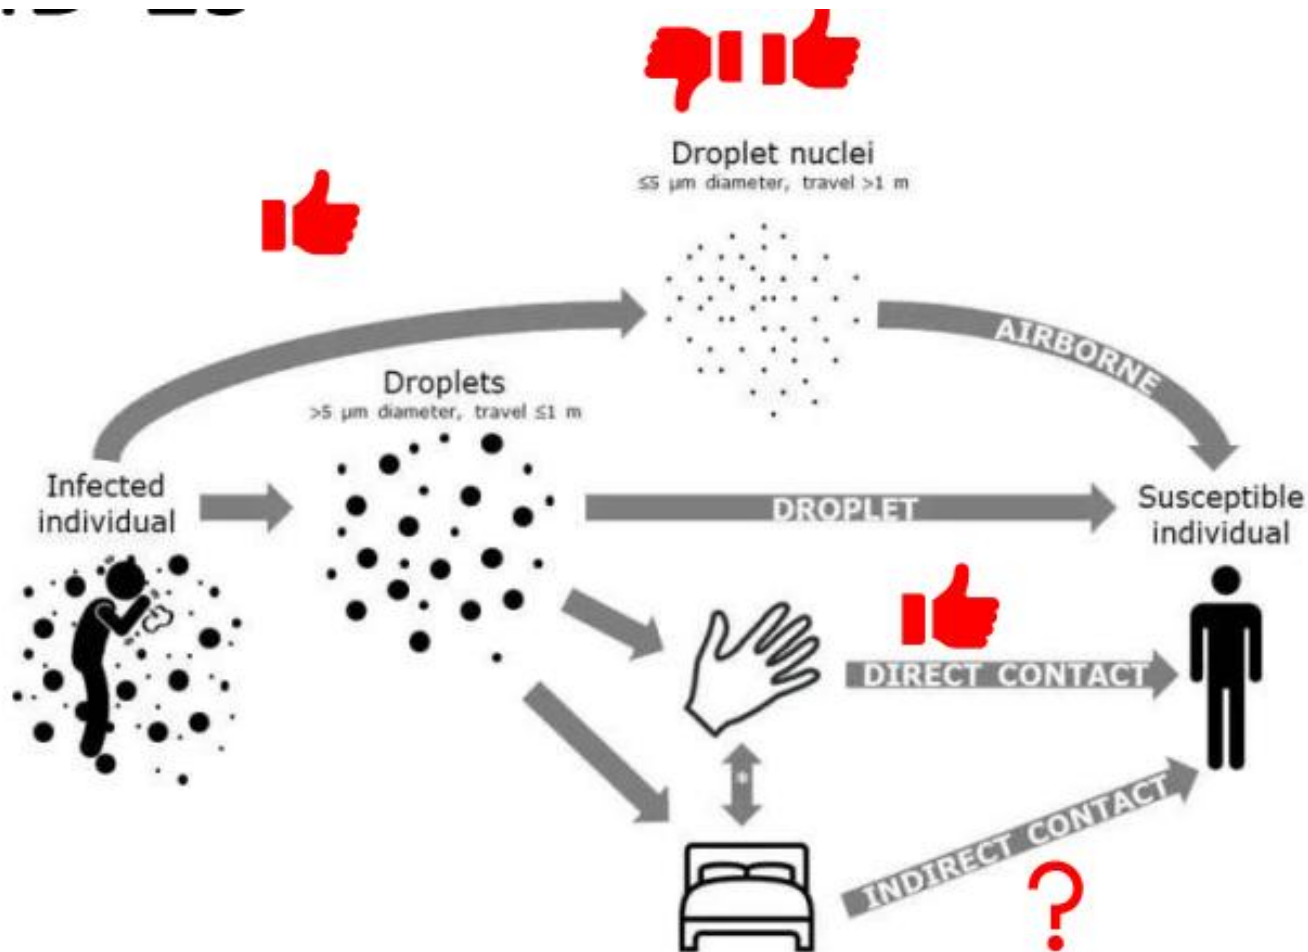 Droplet nuclei
≤5 μm diameter, travel >1 m
AIRBORNE
Droplets
>5 μm diameter, travel ≤1 m
Infected
individual
DROPLET
Susceptible
individual
DIRECT CONTACT
*
INDIRECT CONTACT
?